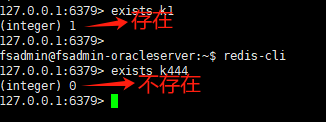 127.0.0.1:6379> exists k1
(integer) 1 存在
127.0.0.1:6379>
fsadmin@fsadmin-oracleserver:~$ redis-cli
127.0.0.1:6379> exists k444
(integer) 0 不存在
127.0.0.1:6379>